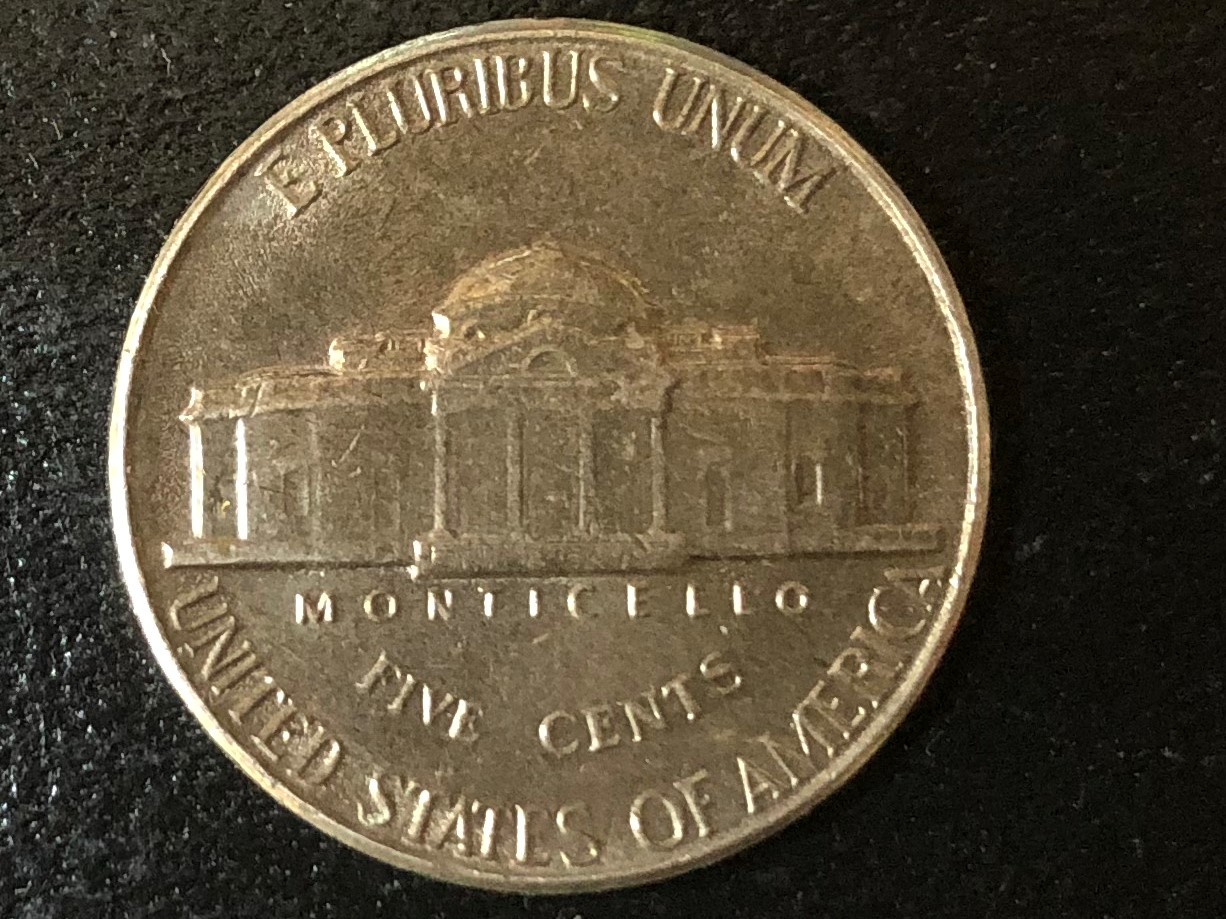 E PLURIBUS UNUM
MONTICELLO
FIVE CENTS
UNITED STATES OF AMERICA